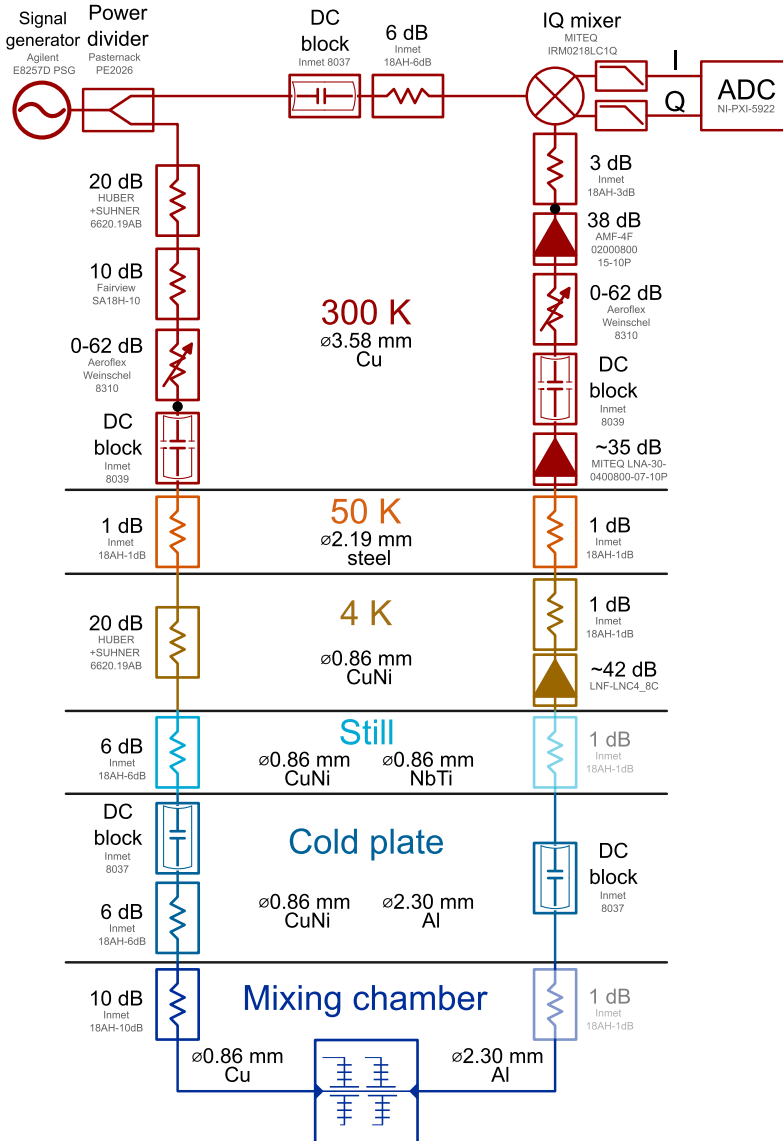 Signal
generator
Agilent
E8257D PSG
Power
divider
Pasternack
PE2026
DC
block
Inmet 8037
6 dB
Inmet
18AH-6dB
IQ mixer
MITEQ
IRM0218LC1Q
I
Q
ADC
NI-PXI-5922
20 dB
HUBER
+SUHNER
6620.19AB
10 dB
Fairview
SA18H-10
0-62 dB
Aeroflex
Weinschel
8310
DC
block
Inmet
8039
300 K
⌀3.58 mm
Cu
3 dB
Inmet
18AH-3dB
38 dB
AMF-4F
02000800
15-10P
0-62 dB
Aeroflex
Weinschel
8310
DC
block
Inmet
8039
~35 dB
MITEQ LNA-30-
0400800-07-10P
1 dB
Inmet
18AH-1dB
50 K
⌀2.19 mm
steel
1 dB
Inmet
18AH-1dB
20 dB
HUBER
+SUHNER
6620.19AB
4 K
⌀0.86 mm
CuNi
1 dB
Inmet
18AH-1dB
~42 dB
LNF-LNC4_8C
6 dB
Inmet
18AH-6dB
Still
⌀0.86 mm
CuNi
⌀0.86 mm
NbTi
1 dB
Inmet
18AH-1dB
DC
block
Inmet
8037
6 dB
Inmet
18AH-6dB
Cold plate
⌀0.86 mm
CuNi
⌀2.30 mm
Al
DC
block
Inmet
8037
10 dB
Inmet
18AH-10dB
Mixing chamber
1 dB
Inmet
18AH-1dB
⌀0.86 mm
Cu
⌀2.30 mm
Al